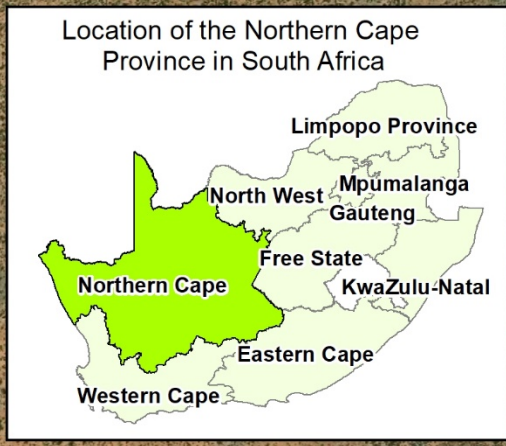 Location of the Northern Cape
Province in South Africa
Limpopo Province
North West
Mpumalanga
Gauteng
Free State
Northern Cape
KwaZulu-Natal
Eastern Cape
Western Cape